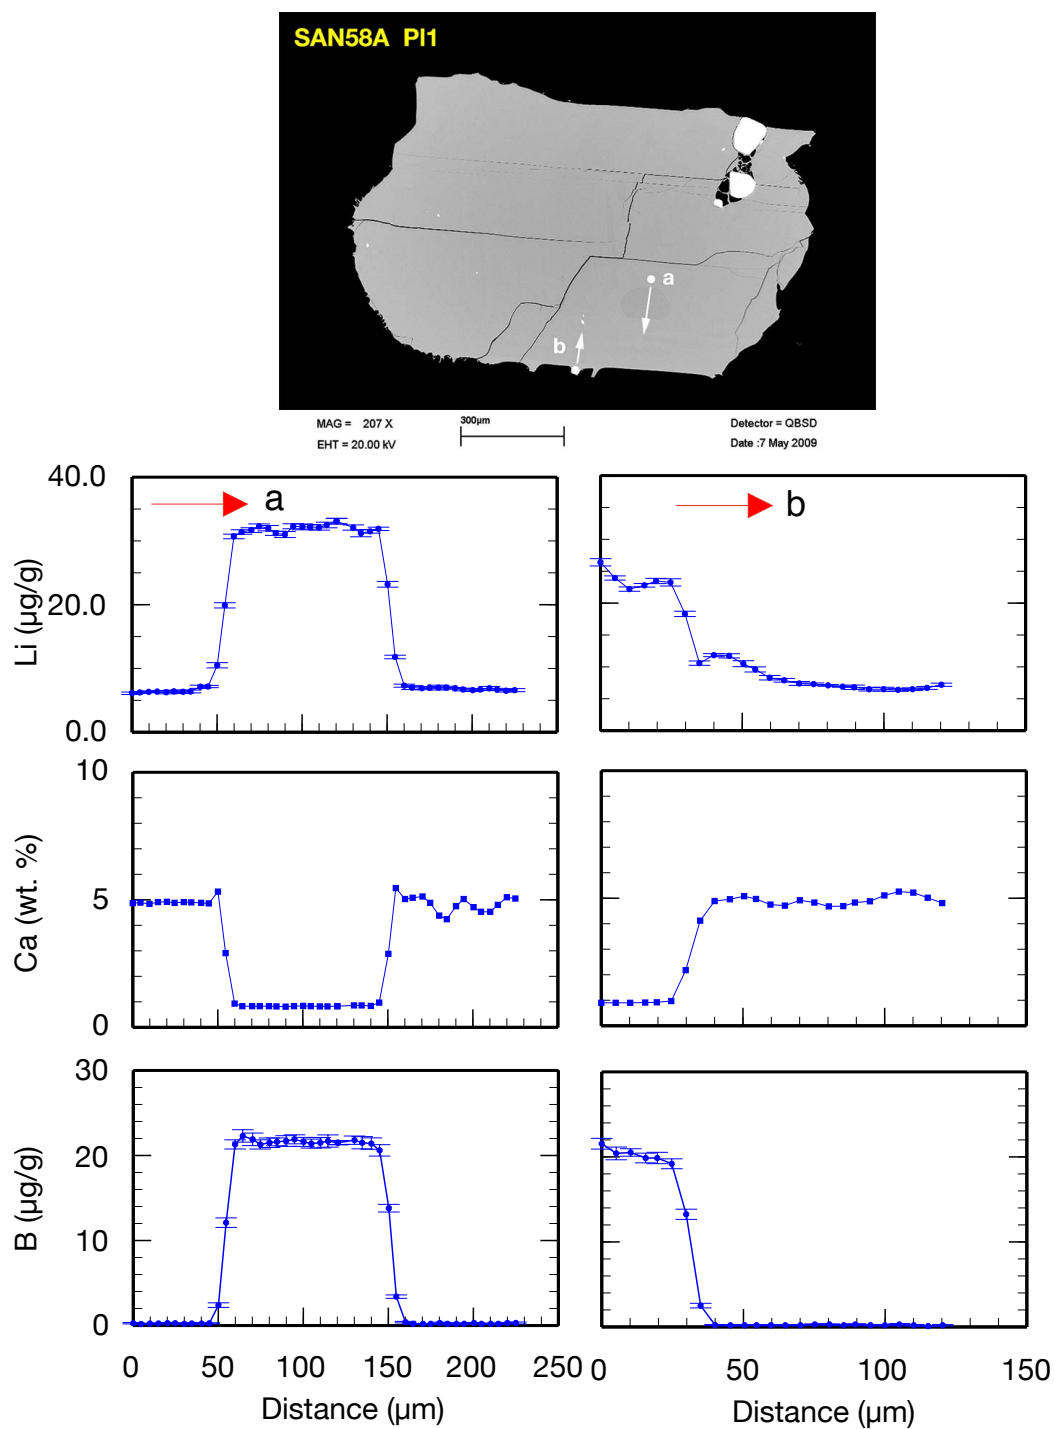 SAN58A PI1
a
b
MAG = 207 X
300µm
Detector = QBSD
EHT = 20.00 kV
Date :7 May 2009
40.0
a
b
20.0
Li (µg/g)
0.0
10
5
Ca (wt. %)
0
30
20
B (µg/g)
10
0
0 50 100 150 200 250 0 50 100 150
Distance (µm)
Distance (µm)